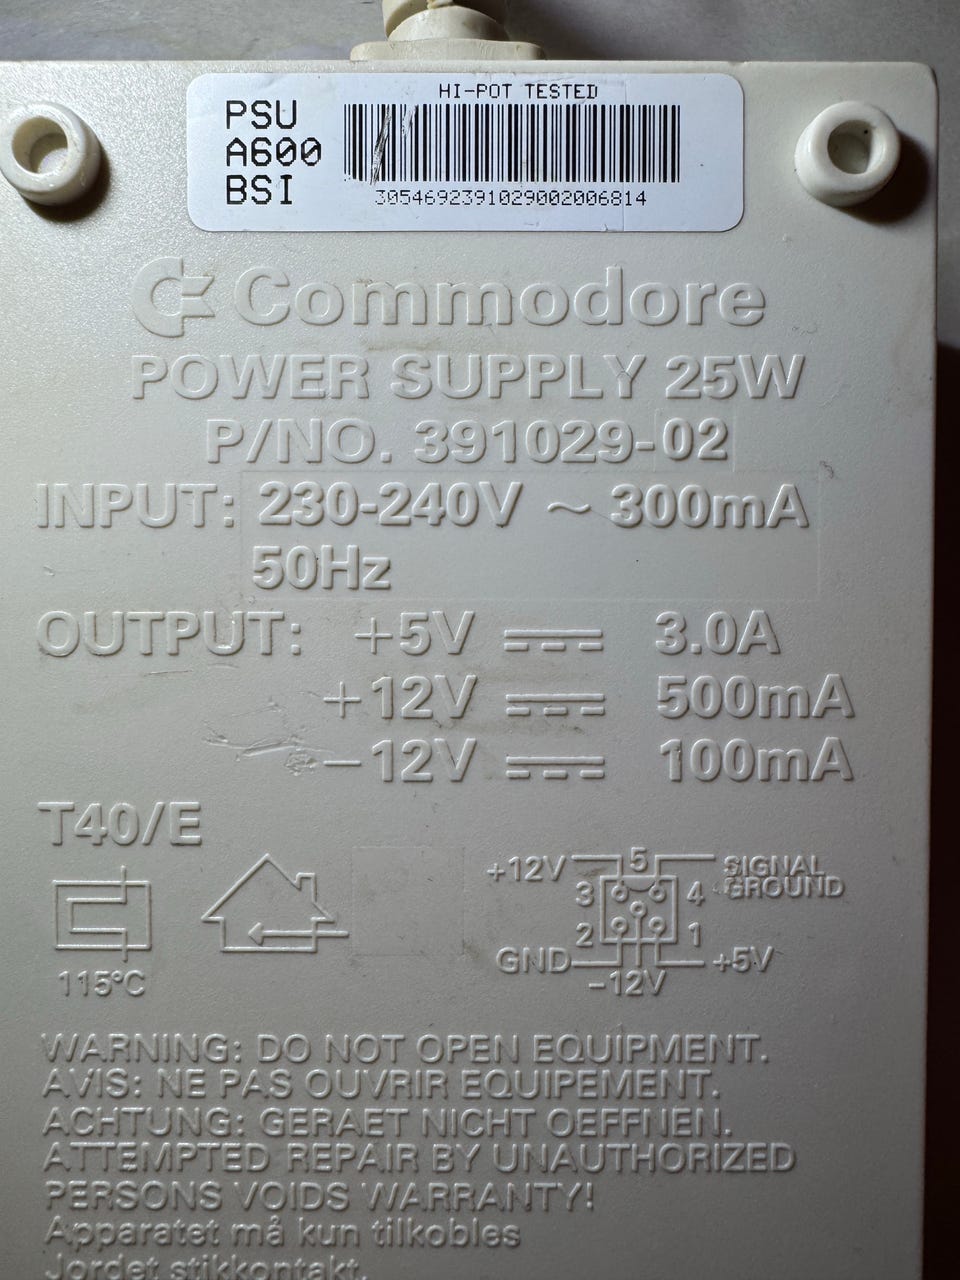 HI-POT TESTED
PSU
A600
BSI
30546923910290020006814
Commodore
POWER SUPPLY 25W
P/NO. 391029-02
INPUT: 230-240V ~ 300mA
50Hz
OUTPUT: +5V ⎓ 3.0A
+12V ⎓ 500mA
-12V ⎓ 100mA
T40/E
115°C
+12V 5 SIGNAL
3 4 GROUND
2 1
GND -12V +5V
WARNING: DO NOT OPEN EQUIPMENT.
AVIS: NE PAS OUVRIR EQUIPEMENT.
ACHTUNG: GERAET NICHT OEFFNEN.
ATTEMPTED REPAIR BY UNAUTHORIZED
PERSONS VOIDS WARRANTY!
Apparatet må kun tilkobles
Jordet stikkontakt.